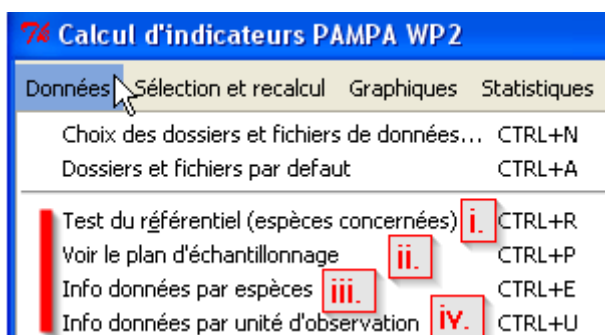 7% Calcul d'indicateurs PAMPA WP2
Données Sélection et recalcul Graphiques Statistiques
Choix des dossiers et fichiers de données... CTRL+N
Dossiers et fichiers par defaut CTRL+A
Test du référentiel (espèces concernées) i. CTRL+R
Voir le plan d'échantillonnage ii. CTRL+P
Info données par espèces iii. CTRL+E
Info données par unité d'observation iv. CTRL+U